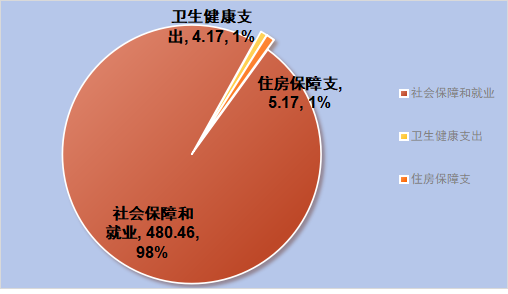 卫生健康支
出, 4.17, 1%
住房保障支,
5.17, 1%
社会保障和就业
卫生健康支出
住房保障支
社会保障和
就业, 480.46,
98%